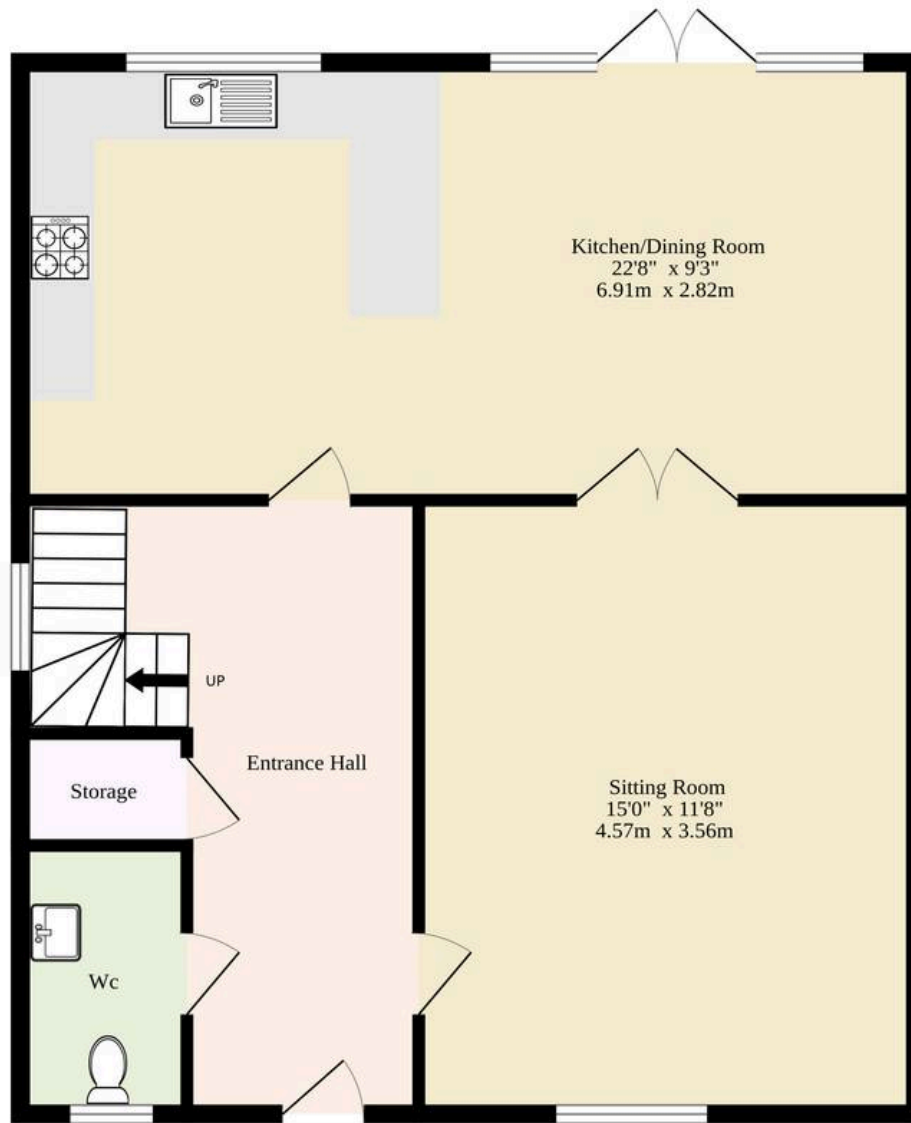 Kitchen/Dining Room
22'8" x 9'3"
6.91m x 2.82m
UP
Entrance Hall
Storage
Sitting Room
15'0" x 11'8"
4.57m x 3.56m
Wc